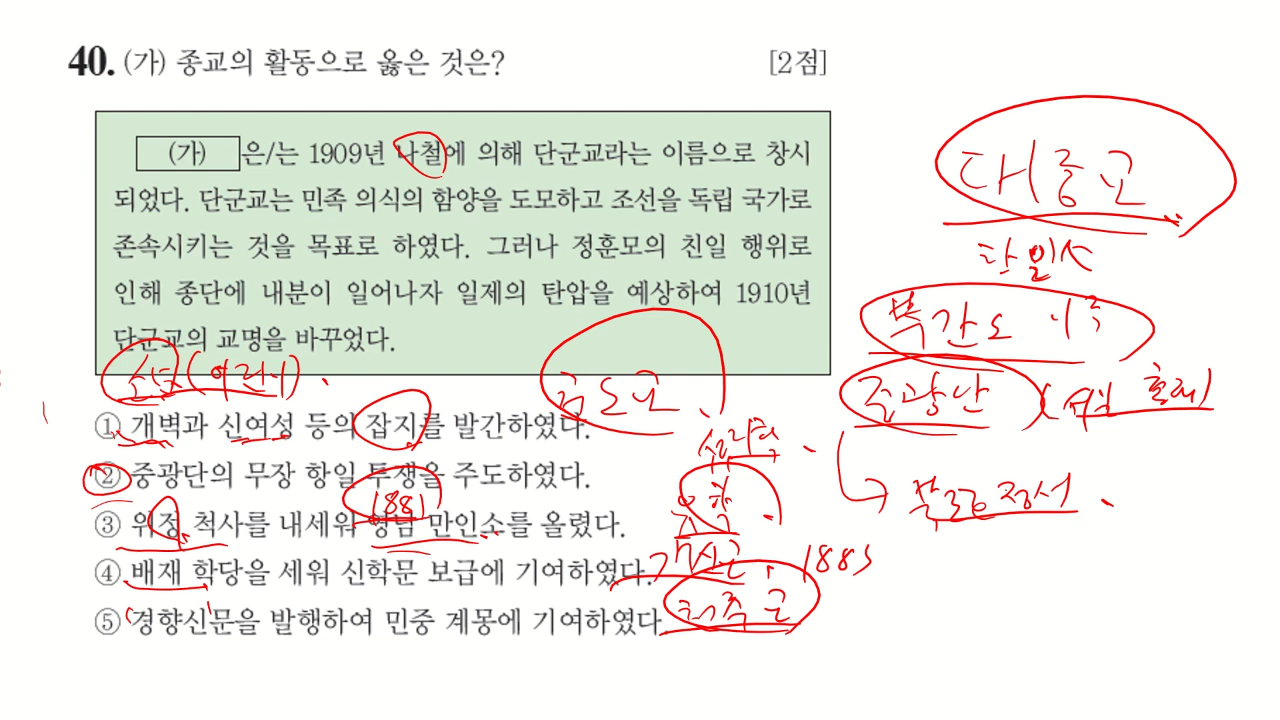 40. (가) 종교의 활동으로 옳은 것은? [2점]
(가) 은/는 1909년 나철에 의해 단군교라는 이름으로 창시
되었다. 단군교는 민족 의식의 함양을 도모하고 조선을 독립 국가로
존속시키는 것을 목표로 하였다. 그러나 정훈모의 친일 행위로
인해 종단에 내분이 일어나자 일제의 탄압을 예상하여 1910년
단군교의 교명을 바꾸었다.
① 개벽과 신여성 등의 잡지를 발간하였다.
② 중광단의 무장 항일 투쟁을 주도하였다.
③ 위정 척사를 내세워 영남 만인소를 올렸다.
④ 배재 학당을 세워 신학문 보급에 기여하였다.
⑤ 경향신문을 발행하여 민중 계몽에 기여하였다.
대종교
북간도
중광단
북로군정서
소년(어린이)
성리학
유학
1881
개신교, 1885
천주교